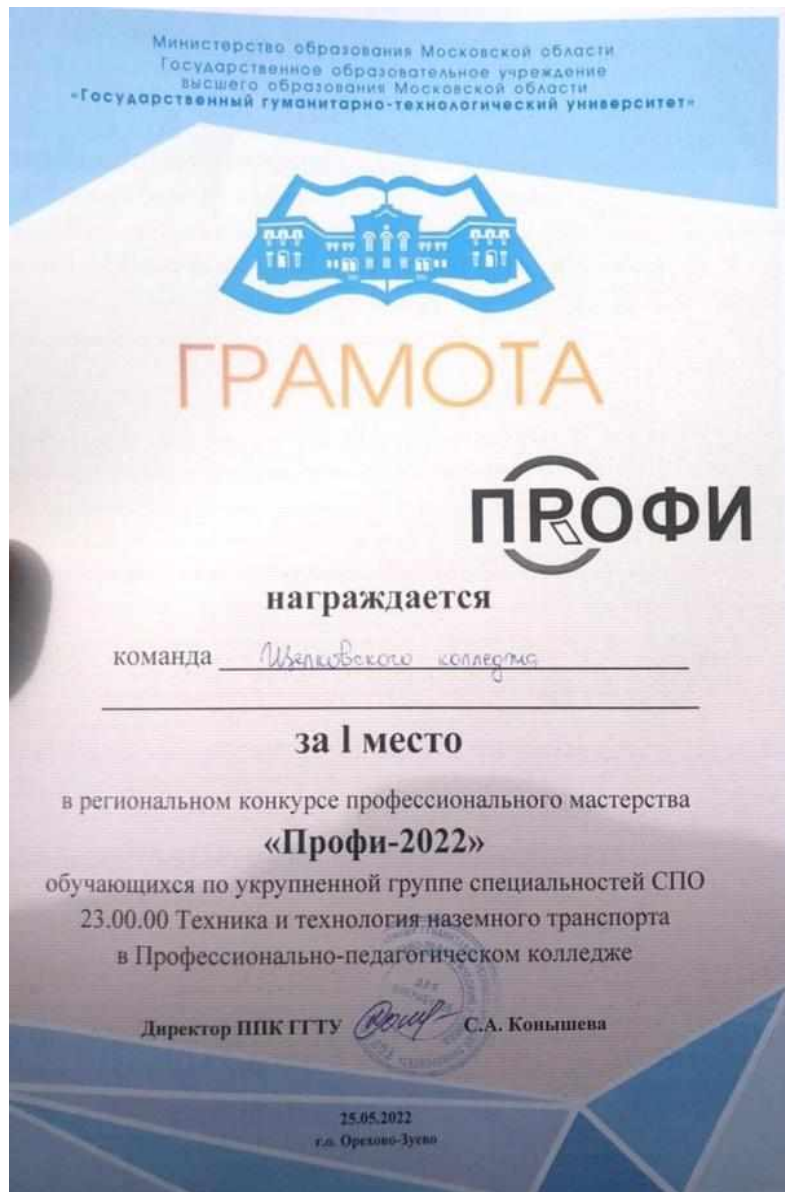 Министерство образования Московской области
Государственное образовательное учреждение
высшего образования Московской области
«Государственный гуманитарно-технологический университет»
ГРАМОТА
ПРОФИ
награждается
команда Щёлковского колледжа
за I место
в региональном конкурсе профессионального мастерства
«Профи-2022»
обучающихся по укрупненной группе специальностей СПО
23.00.00 Техника и технология наземного транспорта
в Профессионально-педагогическом колледже
Директор ППК ГГТУ С.А. Конышева
25.05.2022
г.о. Орехово-Зуево